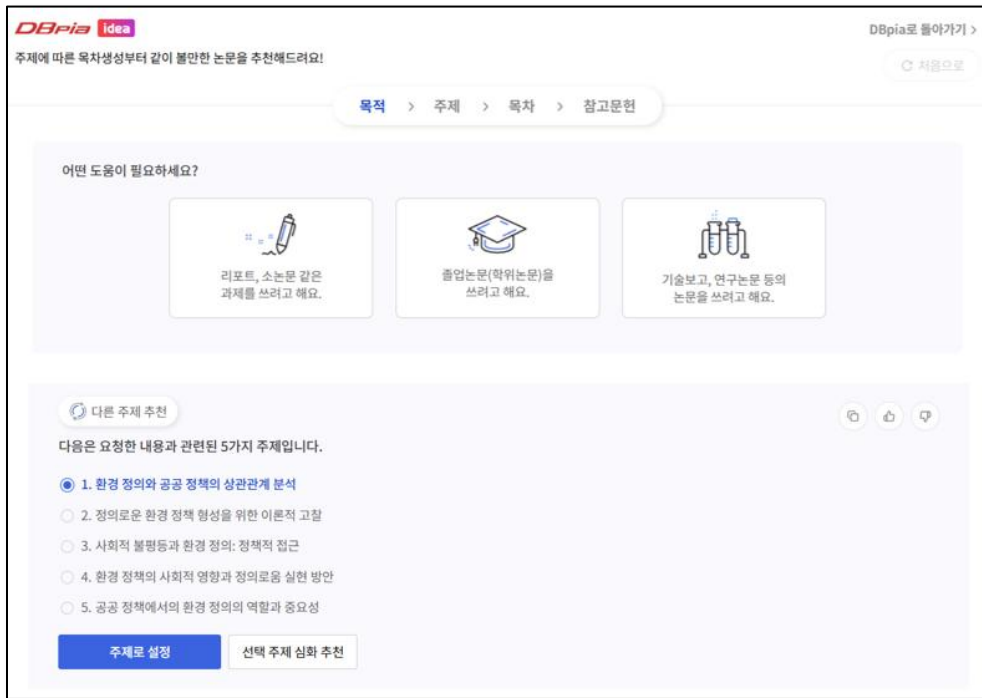 DBpia idea
DBpia로 돌아가기 >
주제에 따른 목차생성부터 같이 볼만한 논문을 추천해드려요!
처음으로
목적 > 주제 > 목차 > 참고문헌
어떤 도움이 필요하세요?
리포트, 소논문 같은
과제를 쓰려고 해요.
졸업논문(학위논문)을
쓰려고 해요.
기술보고, 연구논문 등의
논문을 쓰려고 해요.
다른 주제 추천
다음은 요청한 내용과 관련된 5가지 주제입니다.
1. 환경 정의와 공공 정책의 상관관계 분석
2. 정의로운 환경 정책 형성을 위한 이론적 고찰
3. 사회적 불평등과 환경 정의: 정책적 접근
4. 환경 정책의 사회적 영향과 정의로움 실현 방안
5. 공공 정책에서의 환경 정의의 역할과 중요성
주제로 설정
선택 주제 심화 추천